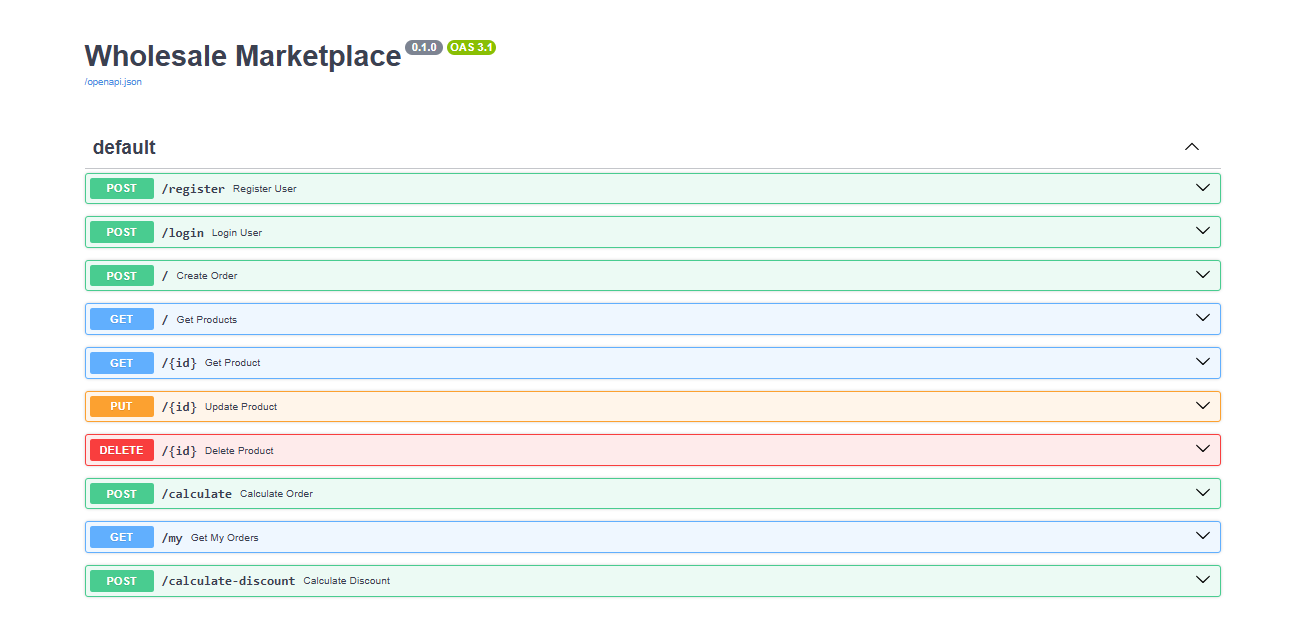 Wholesale Marketplace 0.1.0 OAS 3.1
/openapi.json
default
POST /register Register User
POST /login Login User
POST / Create Order
GET / Get Products
GET /{id} Get Product
PUT /{id} Update Product
DELETE /{id} Delete Product
POST /calculate Calculate Order
GET /my Get My Orders
POST /calculate-discount Calculate Discount